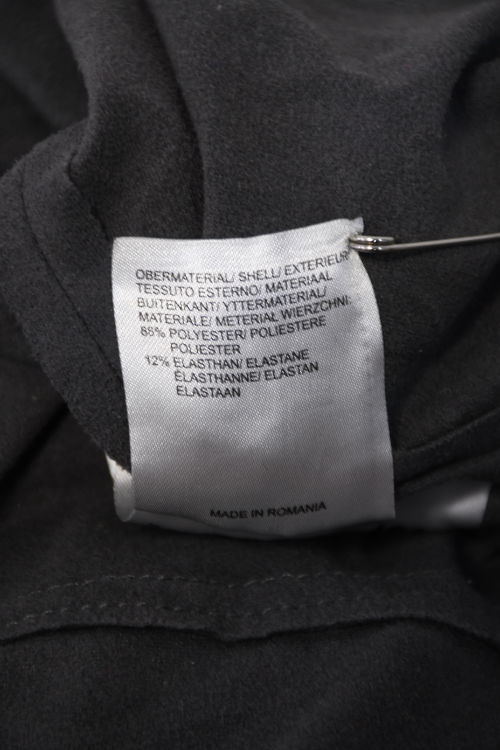 OBERMATERIAL/ SHELL/ EXTERIEUR/
TESSUTO ESTERNO/ MATERIAAL
BUITENKANT/ YTTERMATERIAL/
MATERIALE/ METERIAL WIERZCHNI:
88% POLYESTER/ POLIESTERE
POLIESTER
12% ELASTHAN/ ELASTANE
ÉLASTHANNE/ ELASTAN
ELASTAAN
MADE IN ROMANIA